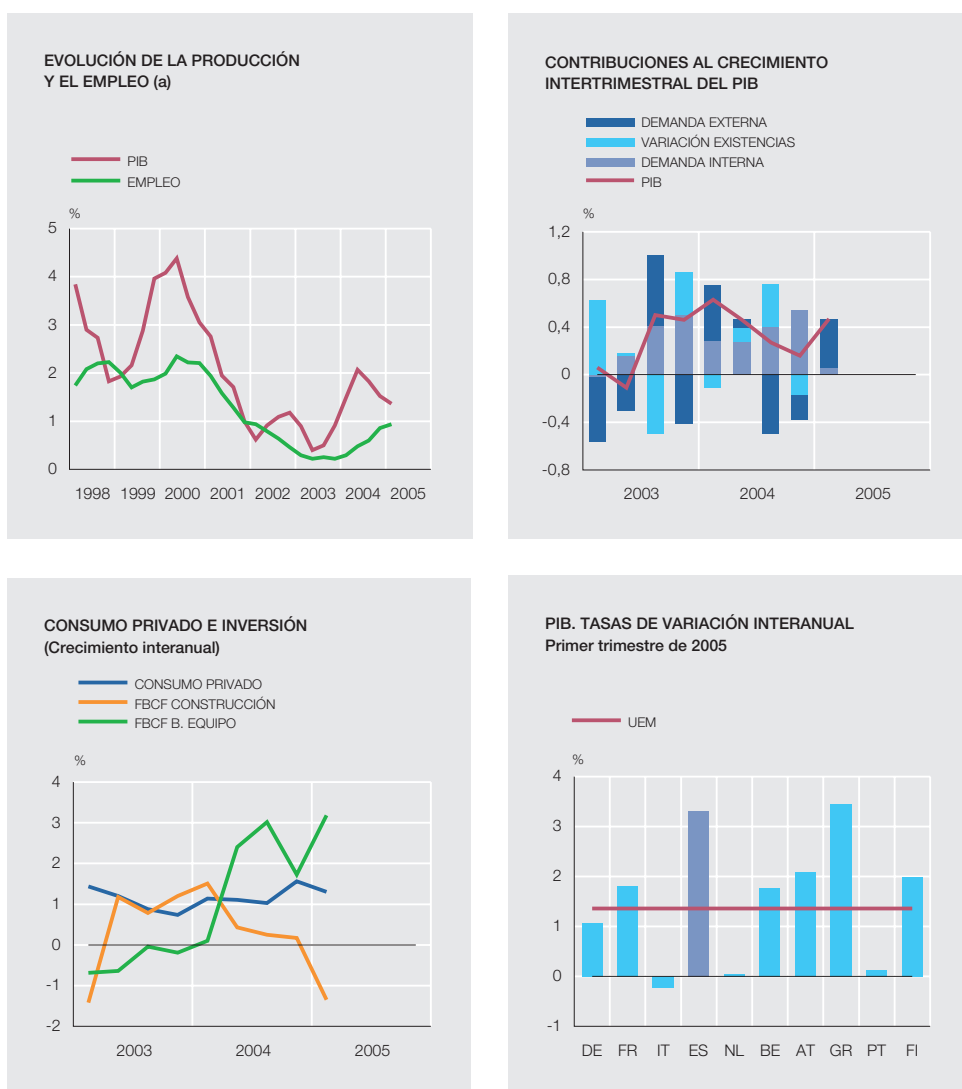 EVOLUCIÓN DE LA PRODUCCIÓN
Y EL EMPLEO (a)
PIB
EMPLEO
%
5
4
3
2
1
0
1998 1999 2000 2001 2002 2003 2004 2005
CONTRIBUCIONES AL CRECIMIENTO
INTERTRIMESTRAL DEL PIB
DEMANDA EXTERNA
VARIACIÓN EXISTENCIAS
DEMANDA INTERNA
PIB
%
1,2
0,8
0,4
0
-0,4
-0,8
2003 2004 2005
CONSUMO PRIVADO E INVERSIÓN
(Crecimiento interanual)
CONSUMO PRIVADO
FBCF CONSTRUCCIÓN
FBCF B. EQUIPO
%
4
3
2
1
0
-1
-2
2003 2004 2005
PIB. TASAS DE VARIACIÓN INTERANUAL
Primer trimestre de 2005
UEM
%
4
3
2
1
0
-1
DE FR IT ES NL BE AT GR PT FI